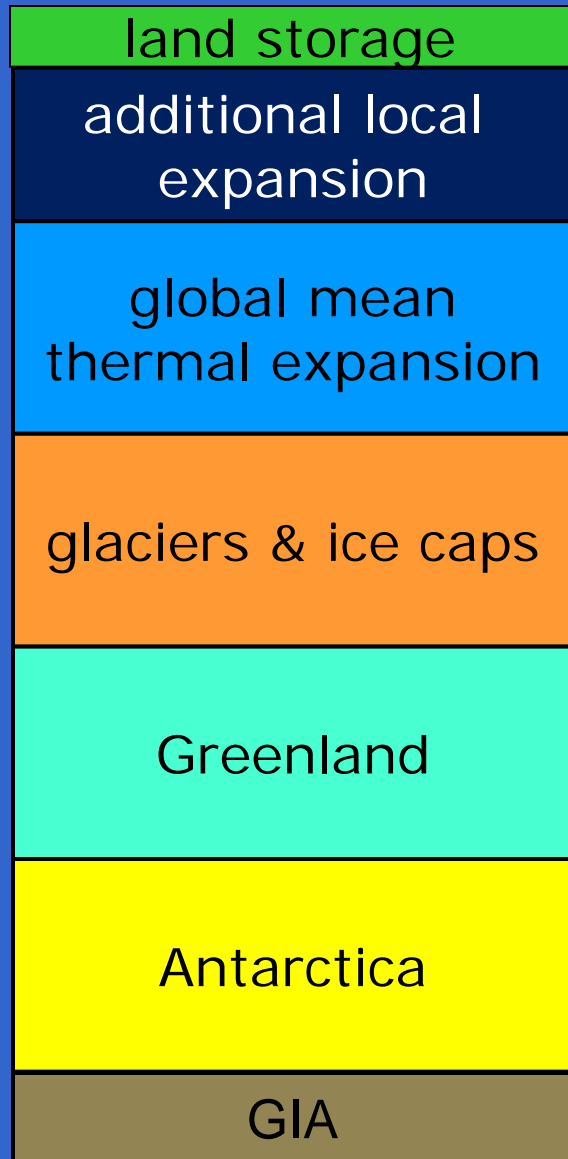 land storage
additional local
expansion
global mean
thermal expansion
glaciers & ice caps
Greenland
Antarctica
GIA